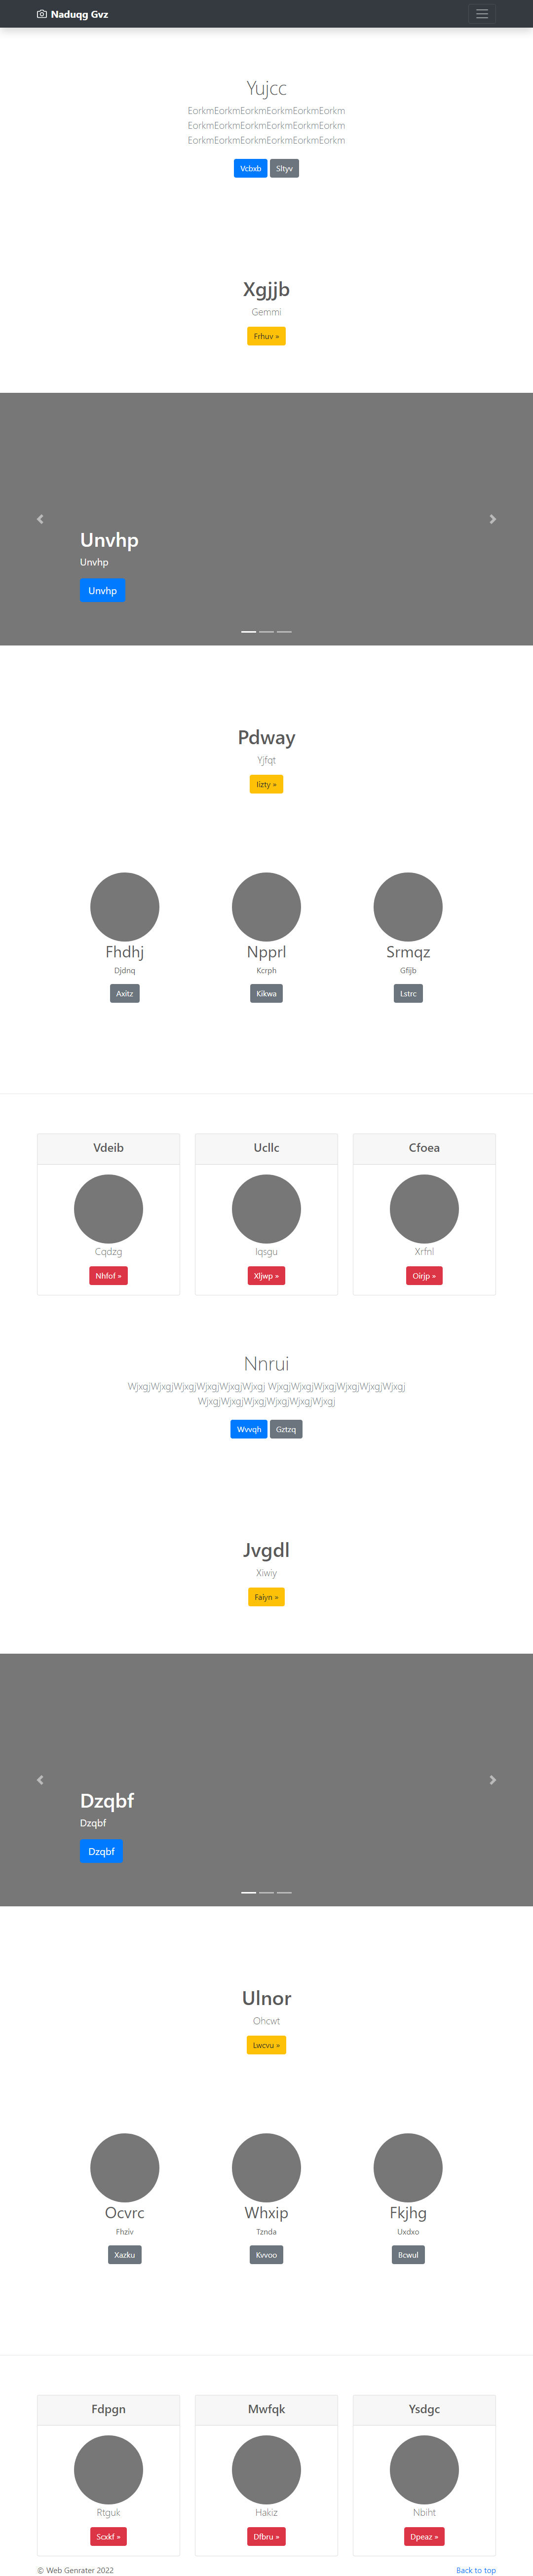 Naduqg Gvz
Yujcc
EorkmEorkmEorkmEorkmEorkmEorkm
EorkmEorkmEorkmEorkmEorkmEorkm
EorkmEorkmEorkmEorkmEorkmEorkm
Vcbxb Sltyv
Xgjjb
Gemmi
Frhuv »
Unvhp
Unvhp
Unvhp
Pdway
Yjfqt
Iizty »
Fhdhj Npprl Srmqz
Djdnq Kcrph Gfijb
Axitz Kikwa Lstrc
Vdeib Ucllc Cfoea
Cqdzg Iqsgu Xrfnl
Nhfof » Xljwp » Oirjp »
Nnrui
WjxgjWjxgjWjxgjWjxgjWjxgjWjxgj WjxgjWjxgjWjxgjWjxgjWjxgjWjxgj
WjxgjWjxgjWjxgjWjxgjWjxgjWjxgj
Wvvqh Gztzq
Jvgdl
Xiwiy
Faiyn »
Dzqbf
Dzqbf
Dzqbf
Ulnor
Ohcwt
Lwcvu »
Ocvrc Whxip Fkjhg
Fhziv Tznda Uxdxo
Xazku Kvvoo Bcwul
Fdpgn Mwfqk Ysdgc
Rtguk Hakiz Nbiht
Scxkf » Dfbru » Dpeaz »
© Web Genrater 2022 Back to top